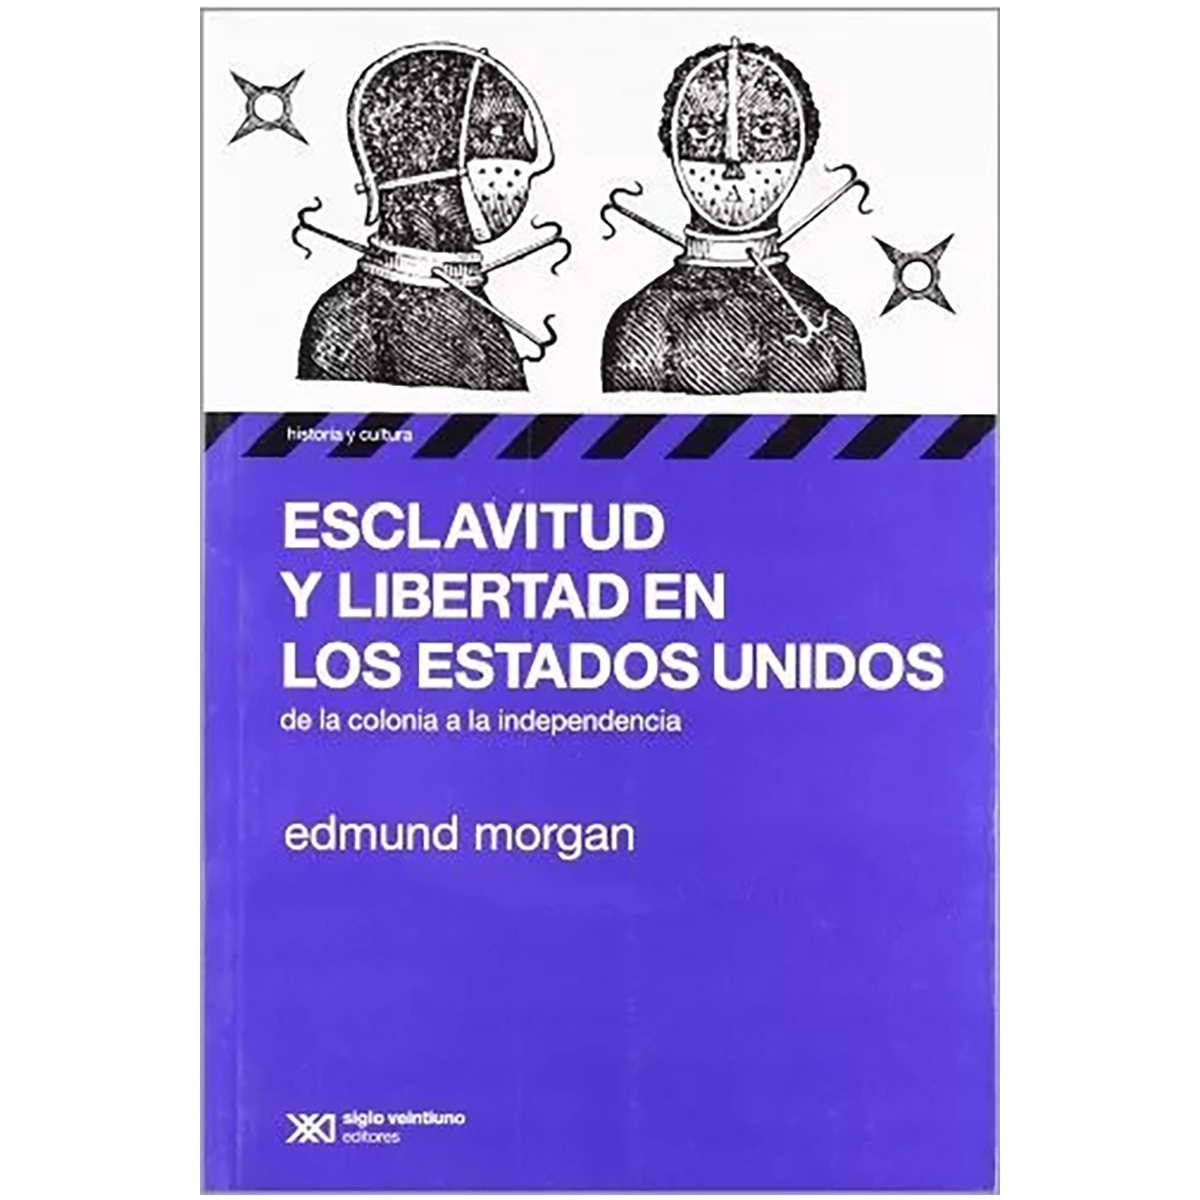 A
historia y cultura
ESCLAVITUD
Y LIBERTAD EN
LOS ESTADOS UNIDOS
de la colonia a la independencia
edmund morgan
siglo veintiuno
editores